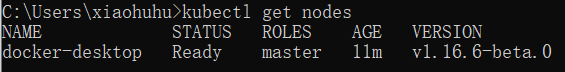 C:\Users\xiaohuhu>kubectl get nodes
NAME STATUS ROLES AGE VERSION
docker-desktop Ready master 11m v1.16.6-beta.0